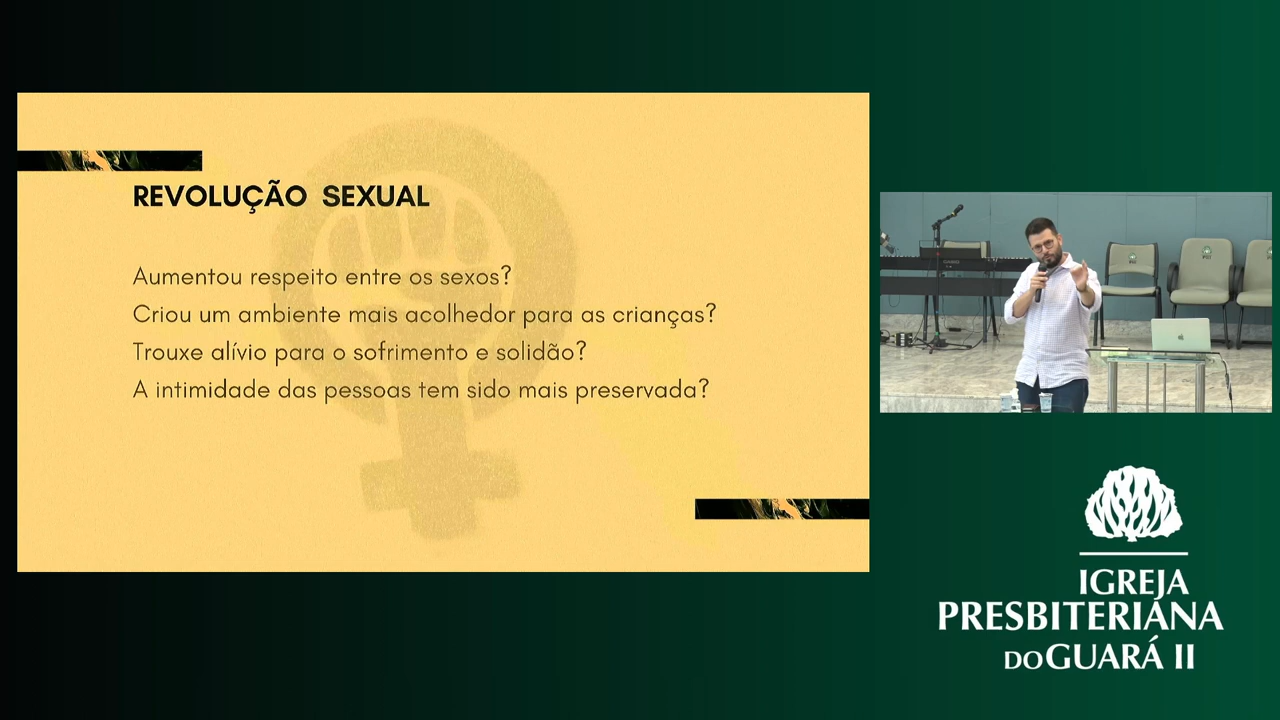 REVOLUÇÃO SEXUAL
Aumentou respeito entre os sexos?
Criou um ambiente mais acolhedor para as crianças?
Trouxe alívio para o sofrimento e solidão?
A intimidade das pessoas tem sido mais preservada?
IGREJA
PRESBITERIANA
DO GUARÁ II